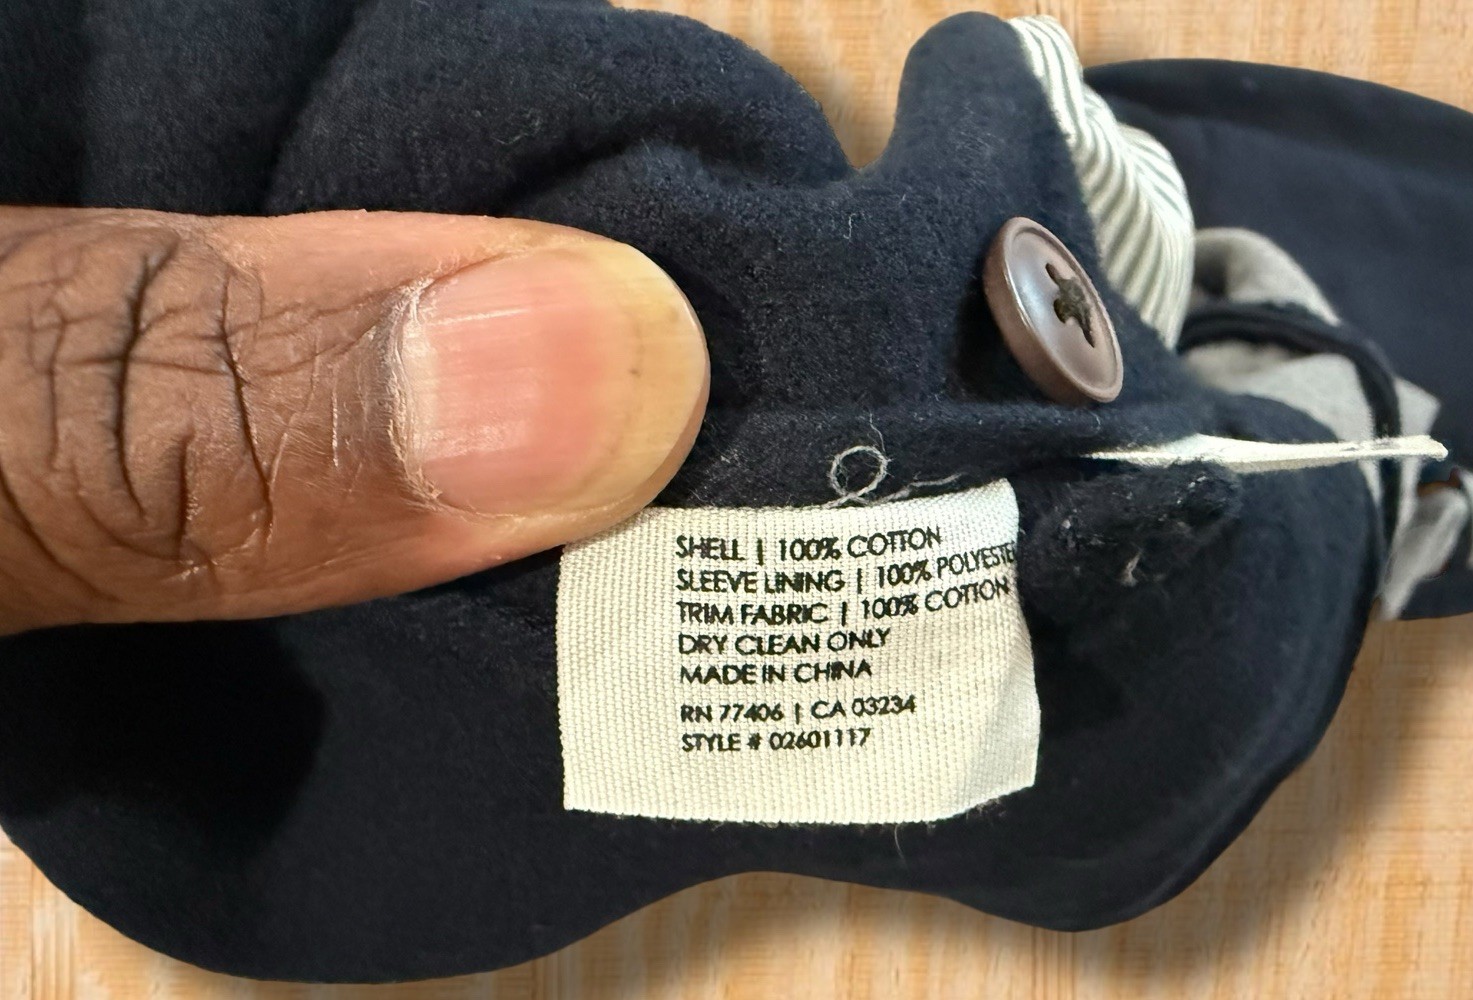 SHELL | 100% COTTON
SLEEVE LINING | 100% POLYESTE
TRIM FABRIC | 100% COTTON
DRY CLEAN ONLY
MADE IN CHINA
RN 77406 | CA 03234
STYLE # 02601117